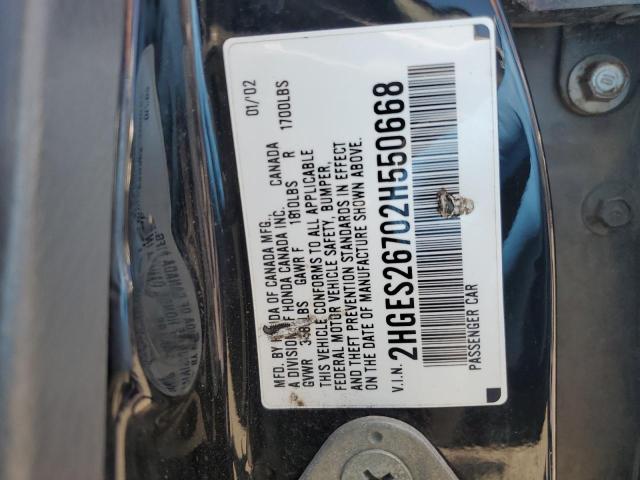 MFD. BY DA OF CANADA MFG. 01/'02
A DIVISION OF HONDA CANADA INC. CANADA
GVWR LBS GAWR F 1810LBS R 1700LBS
THIS VEHICLE CONFORMS TO ALL APPLICABLE
FEDERAL MOTOR VEHICLE SAFETY, BUMPER,
AND THEFT PREVENTION STANDARDS IN EFFECT
ON THE DATE OF MANUFACTURE SHOWN ABOVE.
V.I.N. 2HGES26702H550668
PASSENGER CAR